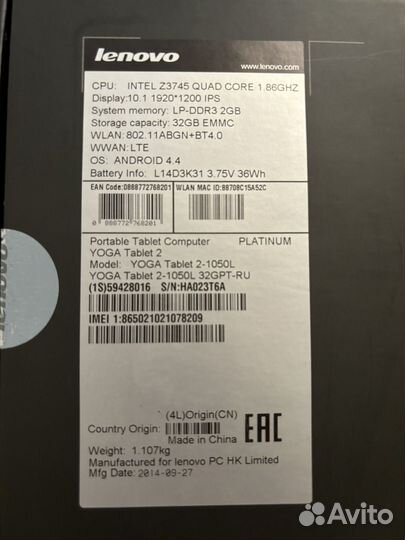 lenovo
www.lenovo.com
CPU: INTEL Z3745 QUAD CORE 1.86GHZ
Display:10.1 1920*1200 IPS
System memory: LP-DDR3 2GB
Storage capacity: 32GB EMMC
WLAN:802.11ABGN+BT4.0
WWAN: LTE
OS: ANDROID 4.4
Battery Info: L14D3K31 3.75V 36Wh
EAN Code:0888772768201 WLAN MAC ID:88708C15A52C
0 888772 768201
Portable Tablet Computer PLATINUM
YOGA Tablet 2
Model: YOGA Tablet 2-1050L
YOGA Tablet 2-1050L 32GPT-RU
(1S)59428016 S/N:HA023T6A
IMEI 1:865021021078209
(4L)Origin(CN)
Country Origin:
Made in China
EAC
Weight: 1.107kg
Manufactured for lenovo PC HK Limited
Mfg Date: 2014-09-27
lenovo
Avito